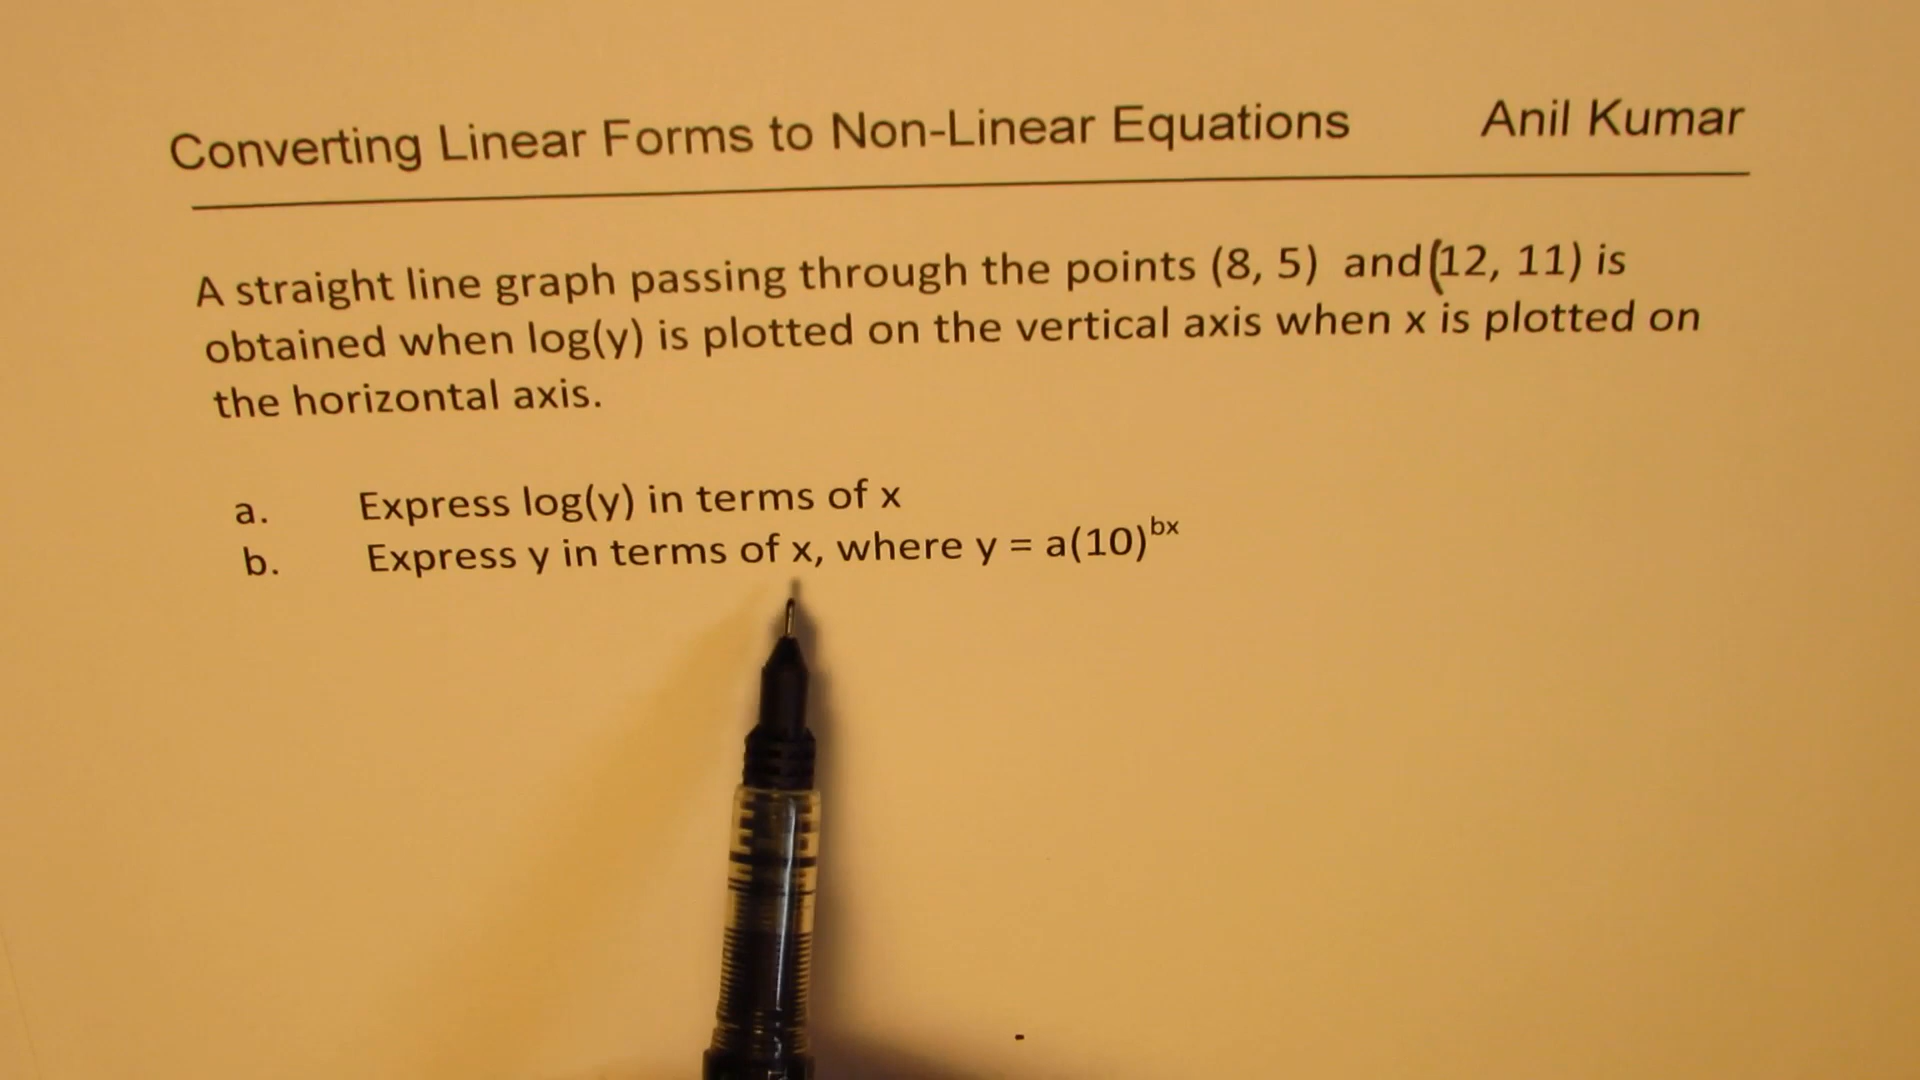 Converting Linear Forms to Non-Linear Equations Anil Kumar
A straight line graph passing through the points (8, 5) and (12, 11) is
obtained when log(y) is plotted on the vertical axis when x is plotted on
the horizontal axis.
a. Express log(y) in terms of x
b. Express y in terms of x, where y = a(10)^bx